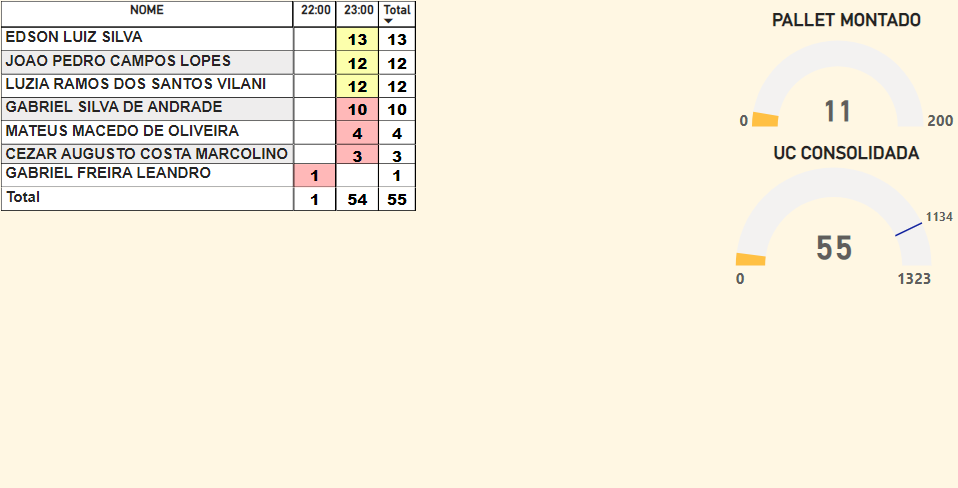 NOME 22:00 23:00 Total
EDSON LUIZ SILVA 13 13
JOAO PEDRO CAMPOS LOPES 12 12
LUZIA RAMOS DOS SANTOS VILANI 12 12
GABRIEL SILVA DE ANDRADE 10 10
MATEUS MACEDO DE OLIVEIRA 4 4
CEZAR AUGUSTO COSTA MARCOLINO 3 3
GABRIEL FREIRA LEANDRO 1 1
Total 1 54 55
PALLET MONTADO
11
0 200
UC CONSOLIDADA
1134
55
0 1323